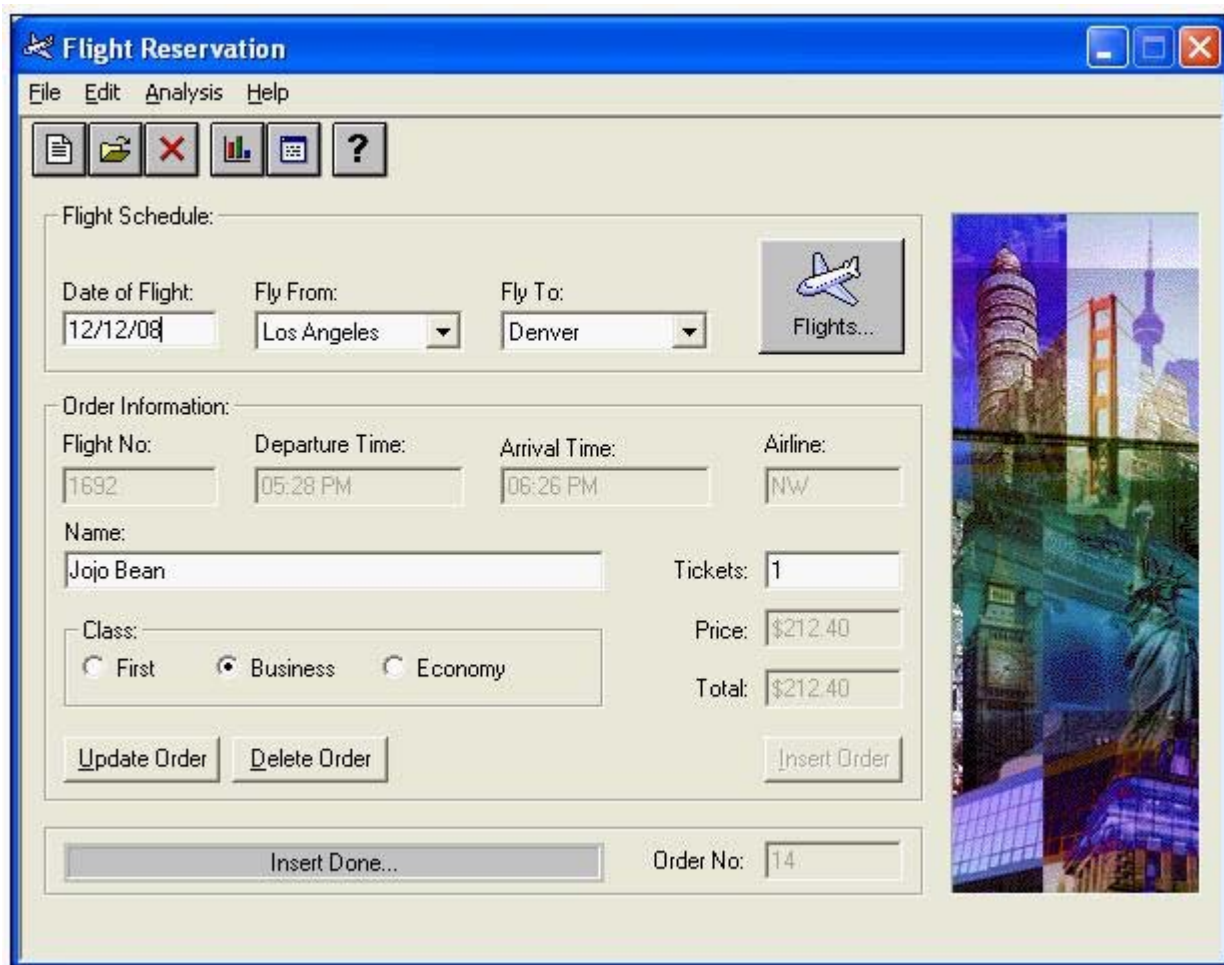 Flight Reservation
File Edit Analysis Help
?
Flight Schedule:
Date of Flight: Fly From: Fly To:
12/12/08 Los Angeles Denver Flights...
Order Information:
Flight No: Departure Time: Arrival Time: Airline:
1692 05:28 PM 06:26 PM NW
Name:
Jojo Bean Tickets: 1
Class: Price: $212.40
First Business Economy
Total: $212.40
Update Order Delete Order Insert Order
Insert Done... Order No: 14